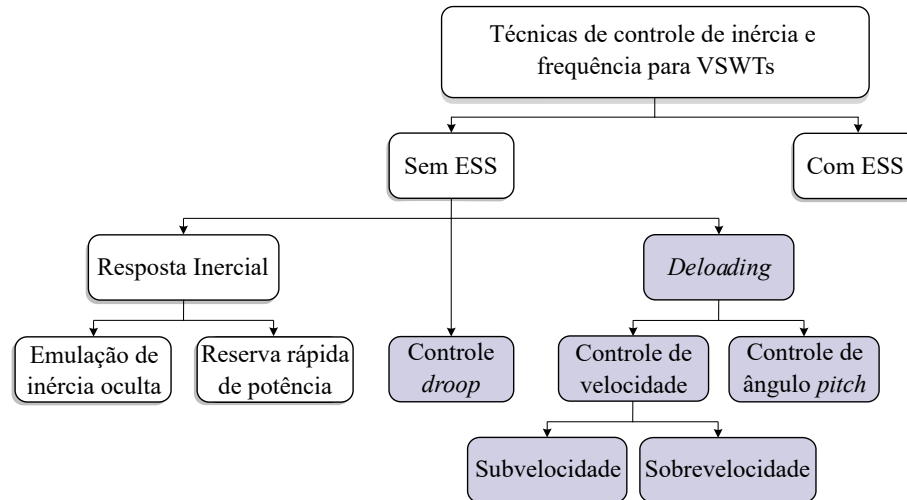 Técnicas de controle de inércia e
frequência para VSWTs
Sem ESS
Com ESS
Resposta Inercial
Deloading
Emulação de
inércia oculta
Reserva rápida
de potência
Controle
droop
Controle de
velocidade
Controle de
ângulo pitch
Subvelocidade
Sobrevelocidade